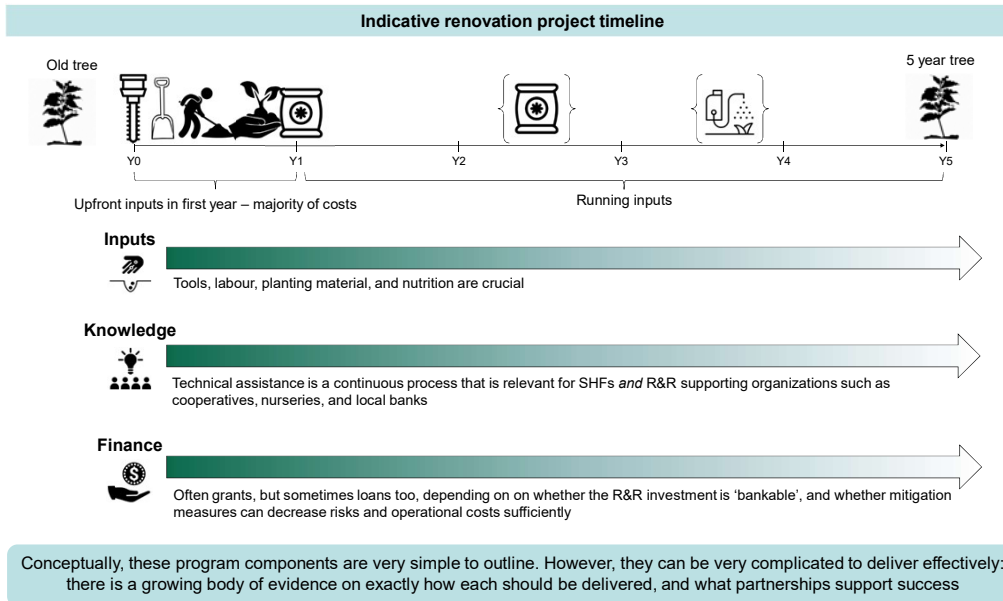 Indicative renovation project timeline
Old tree
5 year tree
Y0
Y1
Y2
Y3
Y4
Y5
Upfront inputs in first year – majority of costs
Running inputs
Inputs
Tools, labour, planting material, and nutrition are crucial
Knowledge
Technical assistance is a continuous process that is relevant for SHFs and R&R supporting organizations such as
cooperatives, nurseries, and local banks
Finance
$
Often grants, but sometimes loans too, depending on on whether the R&R investment is ‘bankable’, and whether mitigation
measures can decrease risks and operational costs sufficiently
Conceptually, these program components are very simple to outline. However, they can be very complicated to deliver effectively:
there is a growing body of evidence on exactly how each should be delivered, and what partnerships support success